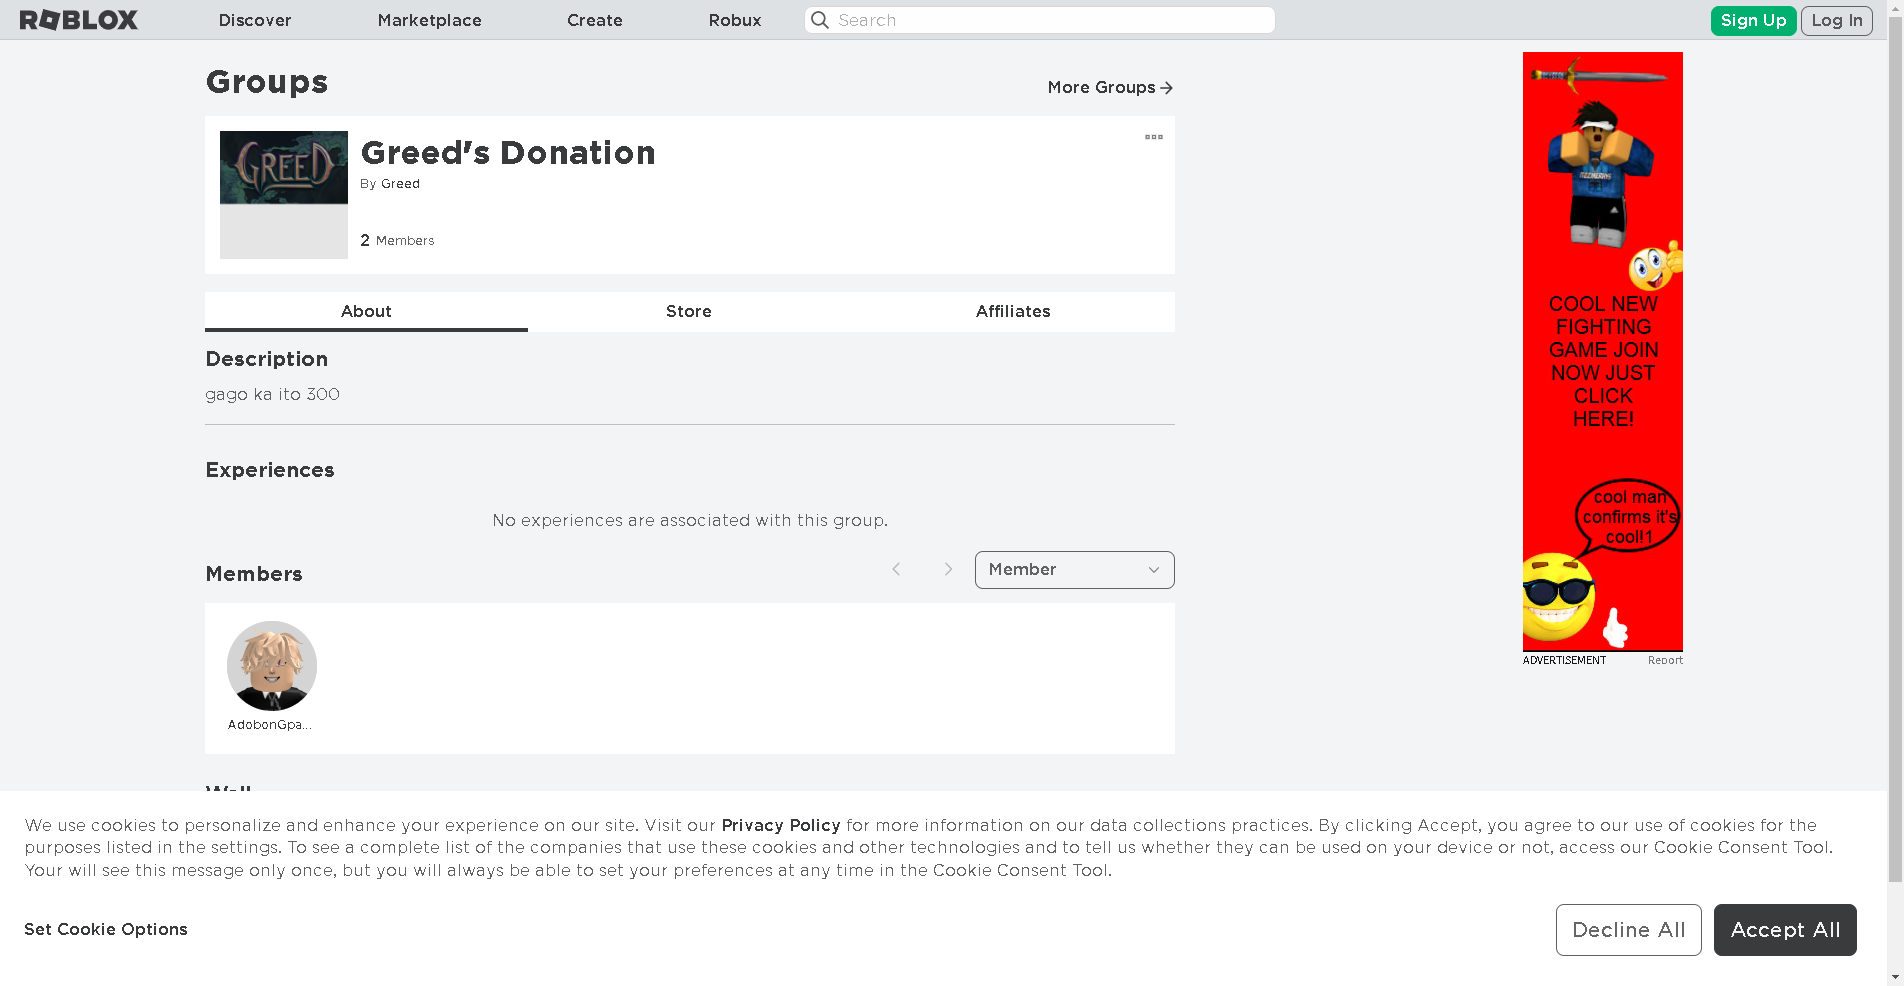 ROBLOX
Discover
Marketplace
Create
Robux
Search
Sign Up
Log In
Groups
More Groups
GREED
Greed's Donation
By Greed
2 Members
About
Store
Affiliates
Description
gago ka ito 300
Experiences
No experiences are associated with this group.
Members
Member
AdobonGpa...
Wall
COOL NEW
FIGHTING
GAME JOIN
NOW JUST
CLICK
HERE!
cool man
confirms it's
cool!1
ADVERTISEMENT
Report
We use cookies to personalize and enhance your experience on our site. Visit our Privacy Policy for more information on our data collections practices. By clicking Accept, you agree to our use of cookies for the
purposes listed in the settings. To see a complete list of the companies that use these cookies and other technologies and to tell us whether they can be used on your device or not, access our Cookie Consent Tool.
Your will see this message only once, but you will always be able to set your preferences at any time in the Cookie Consent Tool.
Set Cookie Options
Decline All
Accept All